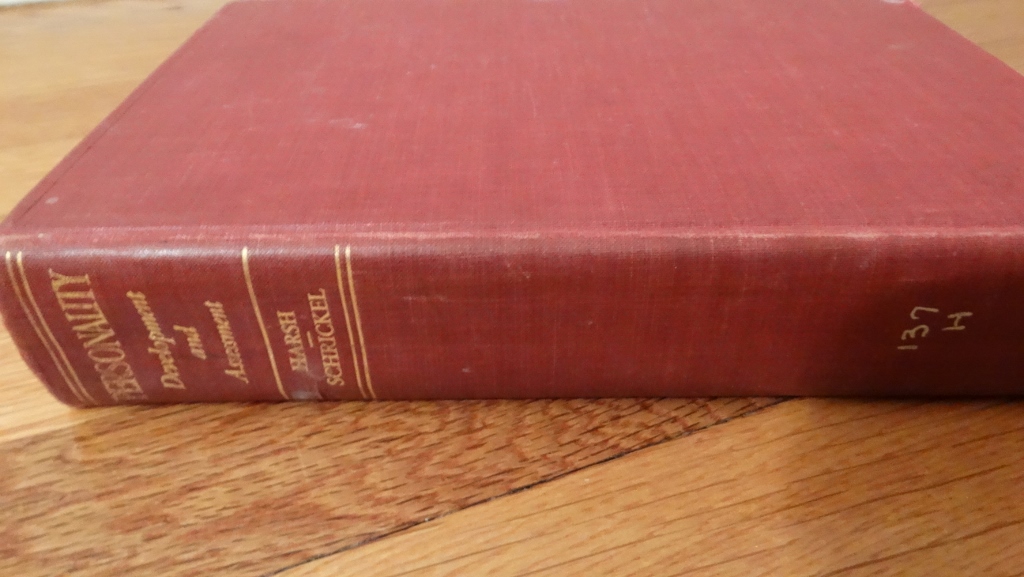 PERSONALITY
Development
and
Assessment
HARSH
SCHRICKEL
137
H